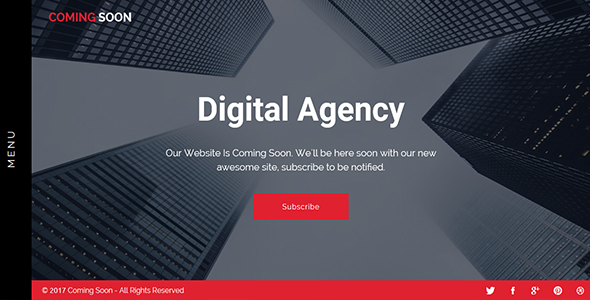 COMING SOON
MENU
Digital Agency
Our Website Is Coming Soon. We'll be here soon with our new
awesome site, subscribe to be notified.
Subscribe
© 2017 Coming Soon - All Rights Reserved